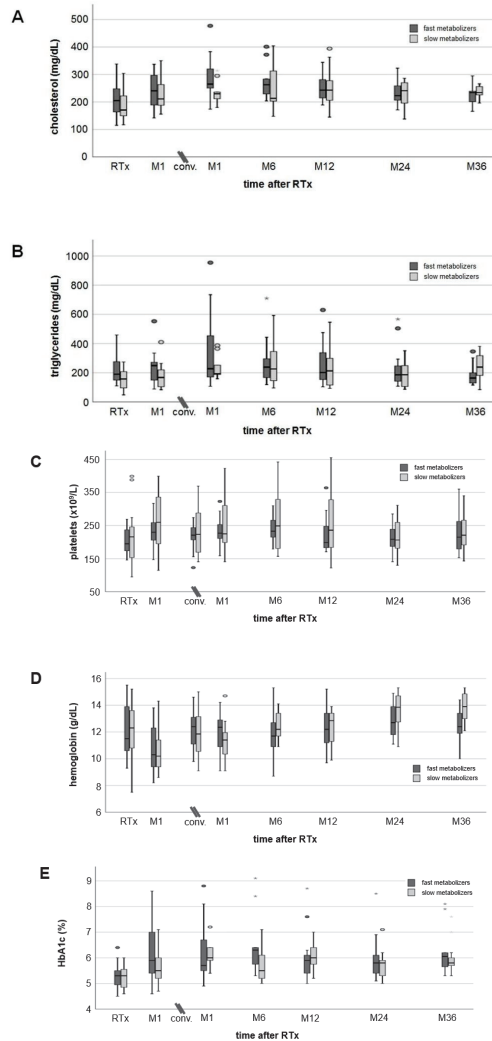 A
cholesterol (mg/dL)
500
400
300
200
100
0
fast metabolizers
slow metabolizers
RTx M1 conv. M1 M6 M12 M24 M36
time after RTx
B
triglycerides (mg/dL)
1000
800
600
400
200
0
fast metabolizers
slow metabolizers
RTx M1 conv. M1 M6 M12 M24 M36
time after RTx
C
platelets (x10⁹/L)
450
350
250
150
50
fast metabolizers
slow metabolizers
RTx M1 conv. M1 M6 M12 M24 M36
time after RTx
D
hemoglobin (g/dL)
16
14
12
10
8
6
fast metabolizers
slow metabolizers
RTx M1 conv. M1 M6 M12 M24 M36
time after RTx
E
HbA1c (%)
9
8
7
6
5
4
fast metabolizers
slow metabolizers
RTx M1 conv. M1 M6 M12 M24 M36
time after RTx